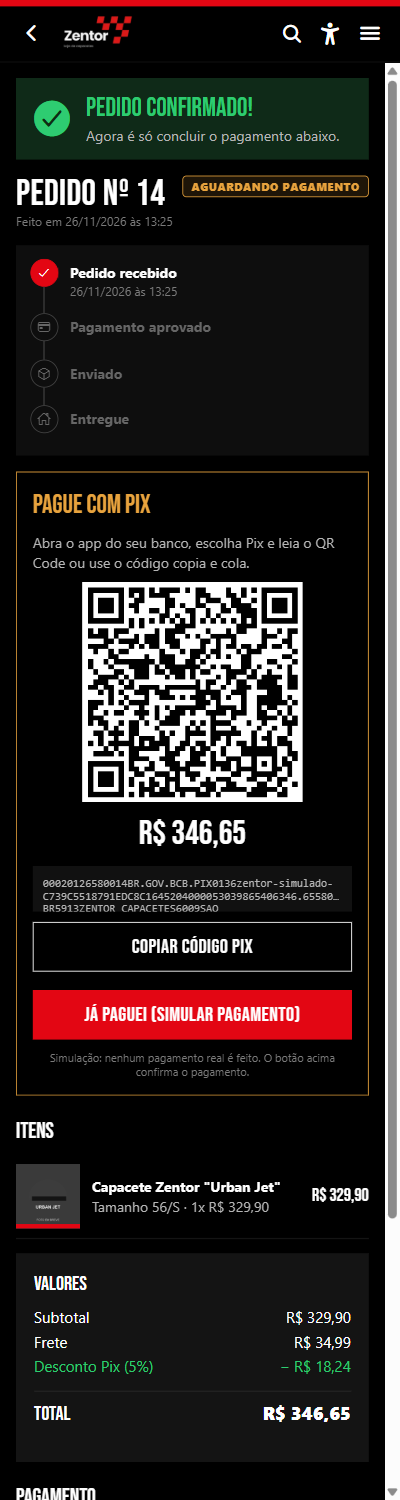 Zentor
PEDIDO CONFIRMADO!
Agora é só concluir o pagamento abaixo.
PEDIDO Nº 14
AGUARDANDO PAGAMENTO
Feito em 26/11/2026 às 13:25
Pedido recebido
26/11/2026 às 13:25
Pagamento aprovado
Enviado
Entregue
PAGUE COM PIX
Abra o app do seu banco, escolha Pix e leia o QR
Code ou use o código copia e cola.
R$ 346,65
00020126580014BR.GOV.BCB.PIX0136zentor-simulado-
C739C5518791EDC8C1645204000053039865406346.65580…
BR5913ZENTOR CAPACETES6009SAO
COPIAR CÓDIGO PIX
JÁ PAGUEI (SIMULAR PAGAMENTO)
Simulação: nenhum pagamento real é feito. O botão acima
confirma o pagamento.
ITENS
URBAN JET
Capacete Zentor "Urban Jet"
Tamanho 56/S · 1x R$ 329,90
R$ 329,90
VALORES
Subtotal R$ 329,90
Frete R$ 34,99
Desconto Pix (5%) − R$ 18,24
TOTAL R$ 346,65
PAGAMENTO